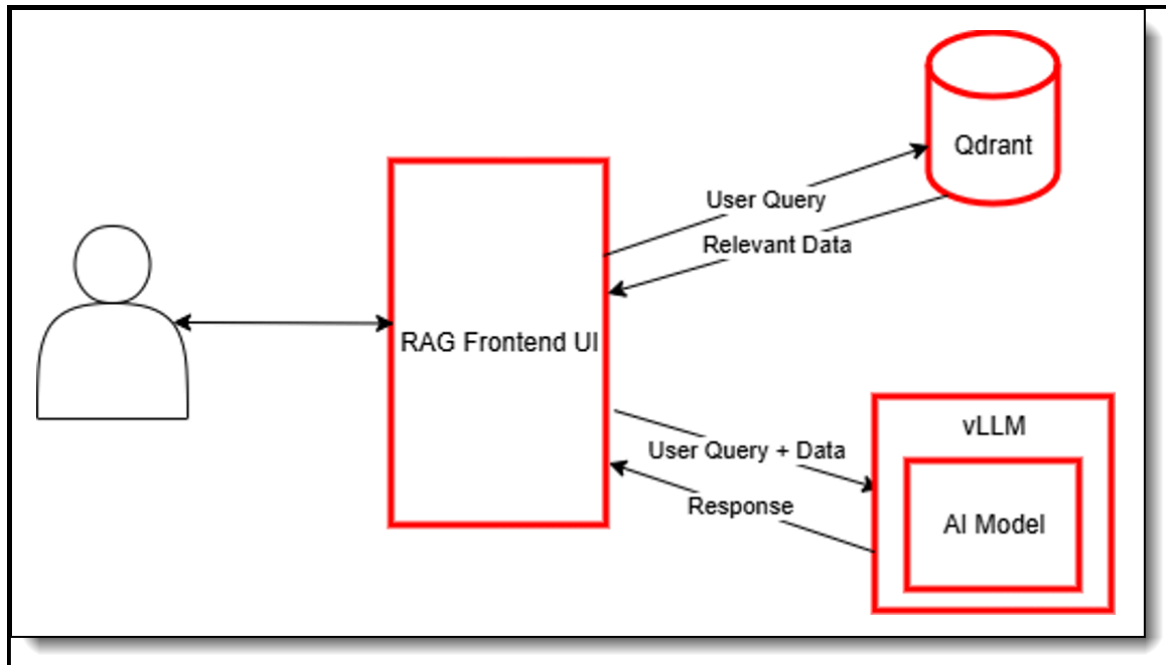 Qdrant
User Query
Relevant Data
RAG Frontend UI
vLLM
User Query + Data
Response
AI Model